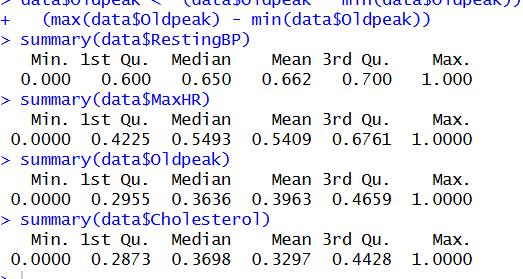 data$Oldpeak < (data$Oldpeak min(data$Oldpeak))
+ (max(data$Oldpeak) - min(data$Oldpeak))
> summary(data$RestingBP)
Min. 1st Qu. Median Mean 3rd Qu. Max.
0.000 0.600 0.650 0.662 0.700 1.000
> summary(data$MaxHR)
Min. 1st Qu. Median Mean 3rd Qu. Max.
0.0000 0.4225 0.5493 0.5409 0.6761 1.0000
> summary(data$Oldpeak)
Min. 1st Qu. Median Mean 3rd Qu. Max.
0.0000 0.2955 0.3636 0.3963 0.4659 1.0000
> summary(data$Cholesterol)
Min. 1st Qu. Median Mean 3rd Qu. Max.
0.0000 0.2873 0.3698 0.3297 0.4428 1.0000
>